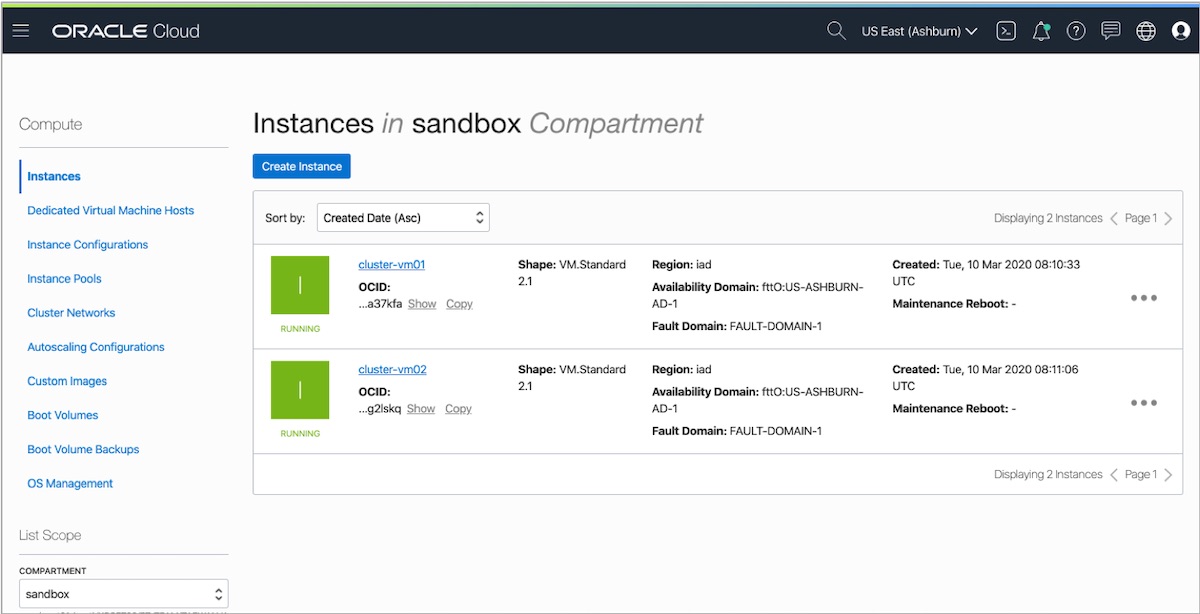 ORACLE Cloud
US East (Ashburn)
Compute
Instances
Dedicated Virtual Machine Hosts
Instance Configurations
Instance Pools
Cluster Networks
Autoscaling Configurations
Custom Images
Boot Volumes
Boot Volume Backups
OS Management
List Scope
COMPARTMENT
sandbox
Instances in sandbox Compartment
Create Instance
Sort by: Created Date (Asc)
Displaying 2 Instances Page 1
I
RUNNING
cluster-vm01
OCID:
...a37kfa Show Copy
Shape: VM.Standard
2.1
Region: iad
Availability Domain: fttO:US-ASHBURN-
AD-1
Fault Domain: FAULT-DOMAIN-1
Created: Tue, 10 Mar 2020 08:10:33
UTC
Maintenance Reboot: -
I
RUNNING
cluster-vm02
OCID:
...g2lskq Show Copy
Shape: VM.Standard
2.1
Region: iad
Availability Domain: fttO:US-ASHBURN-
AD-1
Fault Domain: FAULT-DOMAIN-1
Created: Tue, 10 Mar 2020 08:11:06
UTC
Maintenance Reboot: -
Displaying 2 Instances Page 1